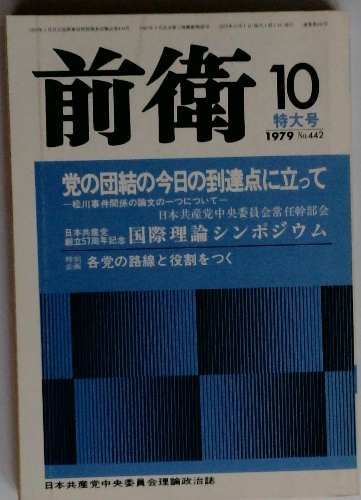 前衛
10
特大号
1979 No.442
党の団結の今日の到達点に立って
―松川事件関係の論文の一つについて―
日本共産党中央委員会常任幹部会
日本共産党
創立57周年記念 国際理論シンポジウム
特別
企画 各党の路線と役割をつく
日本共産党中央委員会理論政治誌